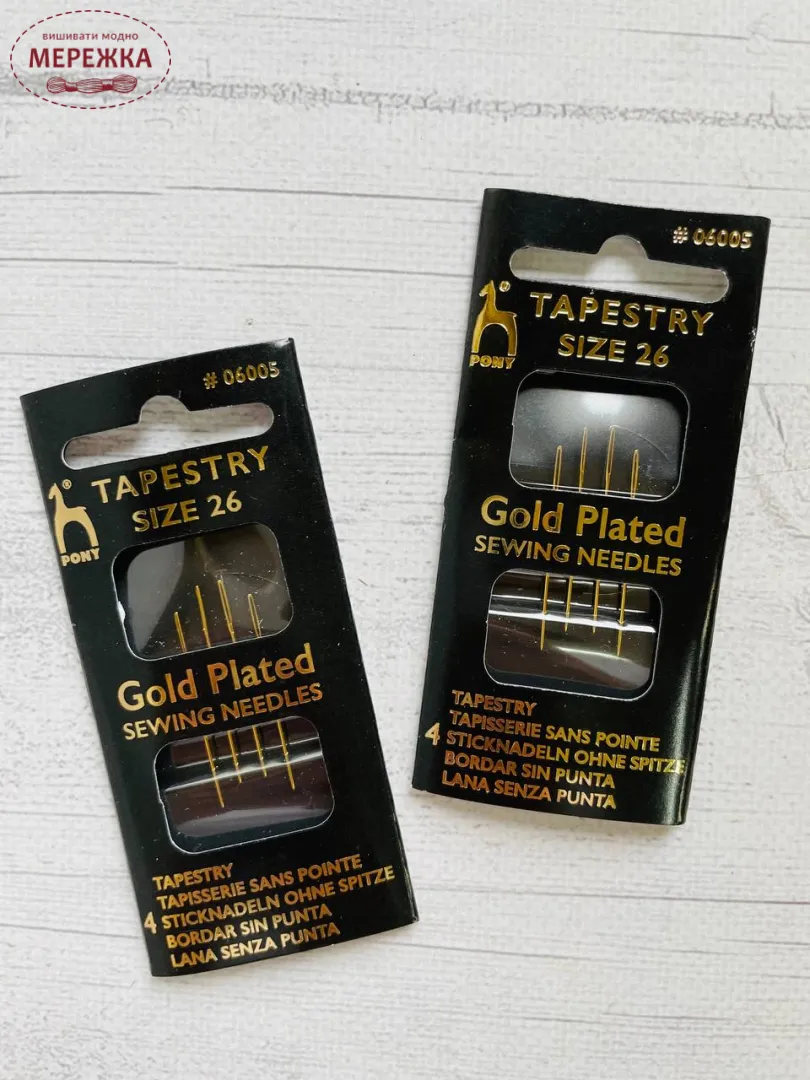 вишивати модно
МЕРЕЖКА
# 06005
® TAPESTRY
SIZE 26
PONY
Gold Plated
SEWING NEEDLES
TAPESTRY
TAPISSERIE SANS POINTE
4 STICKNADELN OHNE SPITZE
BORDAR SIN PUNTA
LANA SENZA PUNTA
# 06005
® TAPESTRY
SIZE 26
PONY
Gold Plated
SEWING NEEDLES
TAPESTRY
TAPISSERIE SANS POINTE
4 STICKNADELN OHNE SPITZE
BORDAR SIN PUNTA
LANA SENZA PUNTA